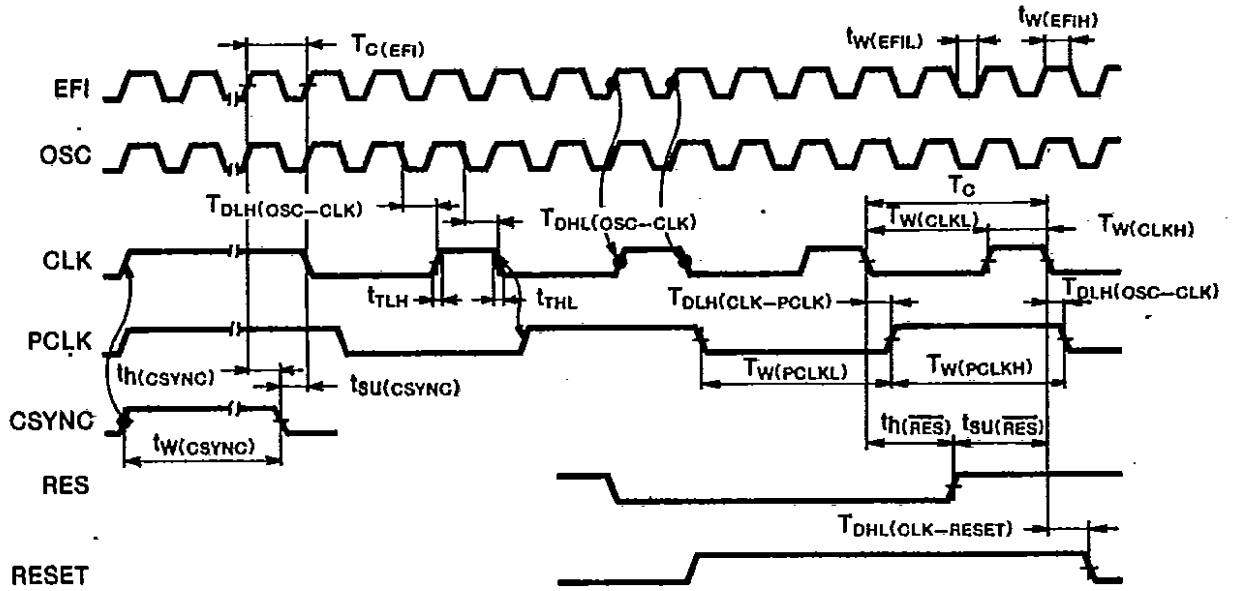 tW(EFIH)
TC(EFI)
tW(EFIL)
EFI
OSC
TC
TDLH(OSC–CLK)
TDHL(OSC–CLK)
TW(CLKL)
TW(CLKH)
CLK
tTLH
tTHL
TDLH(CLK–PCLK)
TDLH(OSC–CLK)
PCLK
th(CSYNC)
tsu(CSYNC)
TW(PCLKL)
TW(PCLKH)
CSYNC
tW(CSYNC)
th(R̅E̅S̅)
tsu(R̅E̅S̅)
RES
TDHL(CLK–RESET)
RESET